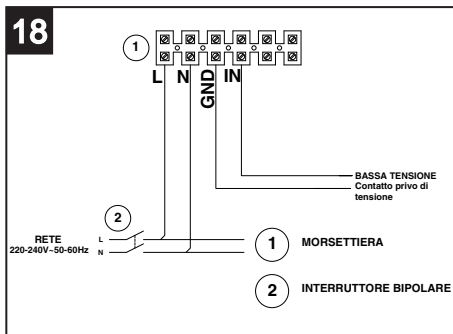 18
1
L N GND IN
BASSA TENSIONE
Contatto privo di
tensione
2
RETE
220-240V~50-60Hz
L
N
1 MORSETTIERA
2 INTERRUTTORE BIPOLARE